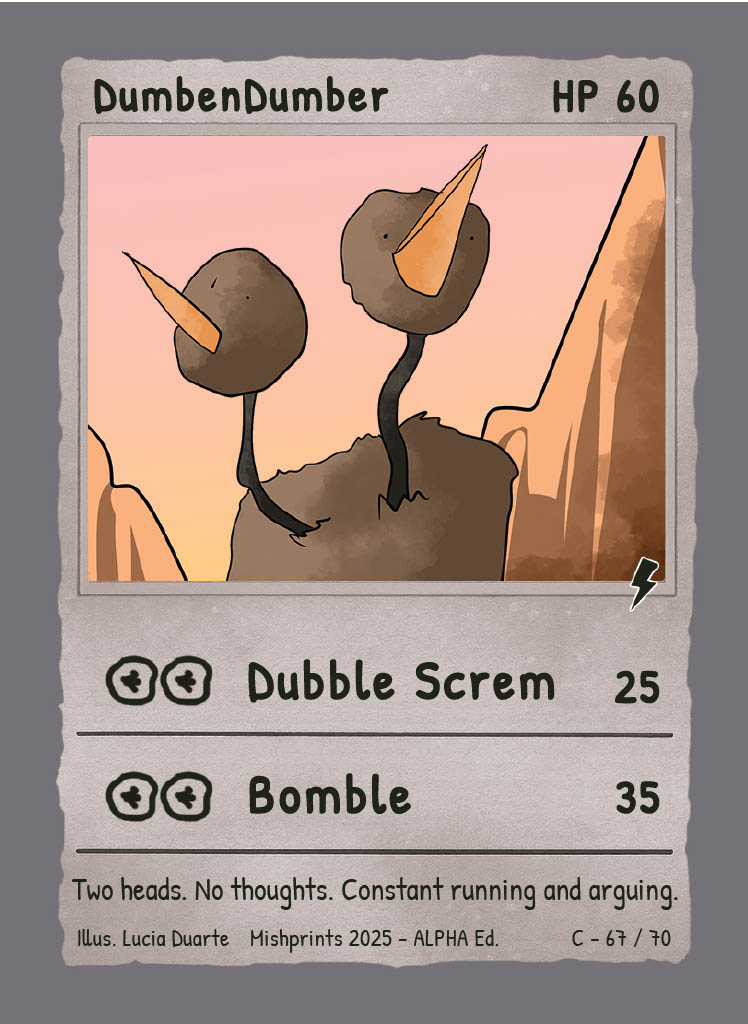 DumbenDumber HP 60
Dubble Screm 25
Bomble 35
Two heads. No thoughts. Constant running and arguing.
Illus. Lucia Duarte Mishprints 2025 - ALPHA Ed. C - 67 / 70